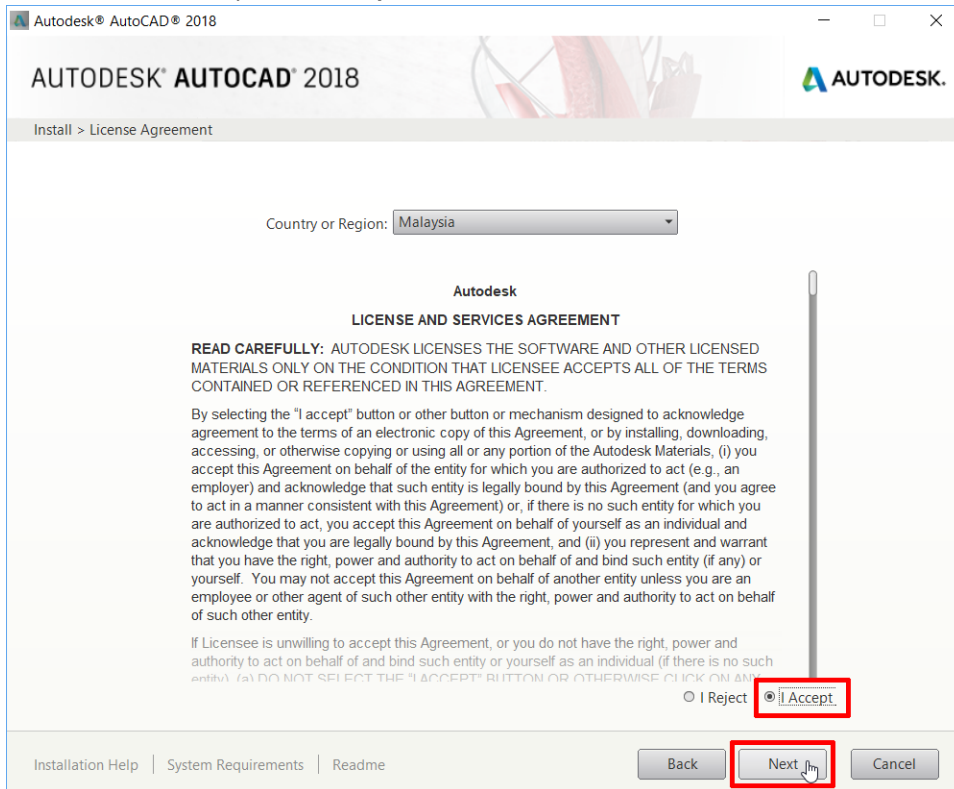 Autodesk® AutoCAD® 2018
AUTODESK® AUTOCAD® 2018
AUTODESK.
Install > License Agreement
Country or Region: Malaysia
Autodesk
LICENSE AND SERVICES AGREEMENT
READ CAREFULLY: AUTODESK LICENSES THE SOFTWARE AND OTHER LICENSED
MATERIALS ONLY ON THE CONDITION THAT LICENSEE ACCEPTS ALL OF THE TERMS
CONTAINED OR REFERENCED IN THIS AGREEMENT.
By selecting the "I accept" button or other button or mechanism designed to acknowledge
agreement to the terms of an electronic copy of this Agreement, or by installing, downloading,
accessing, or otherwise copying or using all or any portion of the Autodesk Materials, (i) you
accept this Agreement on behalf of the entity for which you are authorized to act (e.g., an
employer) and acknowledge that such entity is legally bound by this Agreement (and you agree
to act in a manner consistent with this Agreement) or, if there is no such entity for which you
are authorized to act, you accept this Agreement on behalf of yourself as an individual and
acknowledge that you are legally bound by this Agreement, and (ii) you represent and warrant
that you have the right, power and authority to act on behalf of and bind such entity (if any) or
yourself. You may not accept this Agreement on behalf of another entity unless you are an
employee or other agent of such other entity with the right, power and authority to act on behalf
of such other entity.
If Licensee is unwilling to accept this Agreement, or you do not have the right, power and
authority to act on behalf of and bind such entity or yourself as an individual (if there is no such
entity), (a) DO NOT SELECT THE "I ACCEPT" BUTTON OR OTHERWISE CLICK ON ANY
I Reject I Accept
Installation Help | System Requirements | Readme
Back Next Cancel